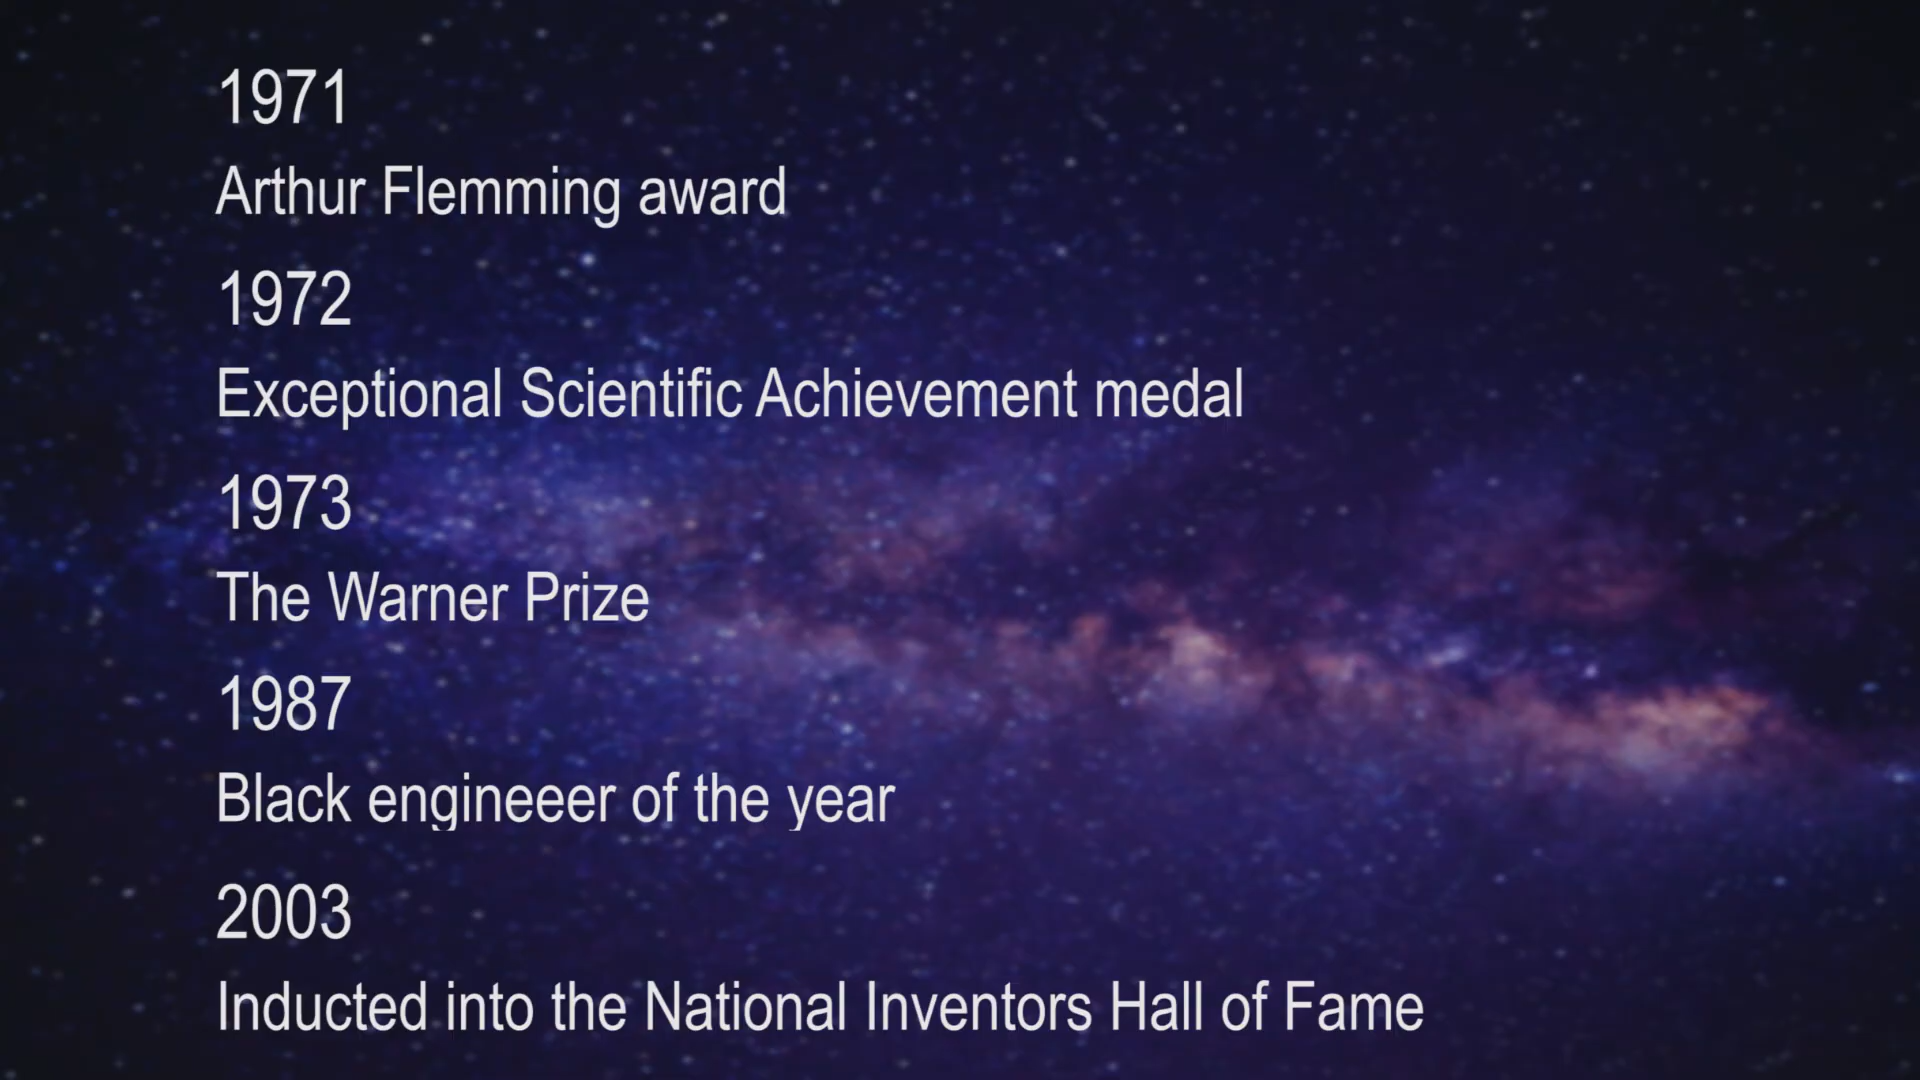 1971
Arthur Flemming award
1972
Exceptional Scientific Achievement medal
1973
The Warner Prize
1987
Black engineeer of the year
2003
Inducted into the National Inventors Hall of Fame